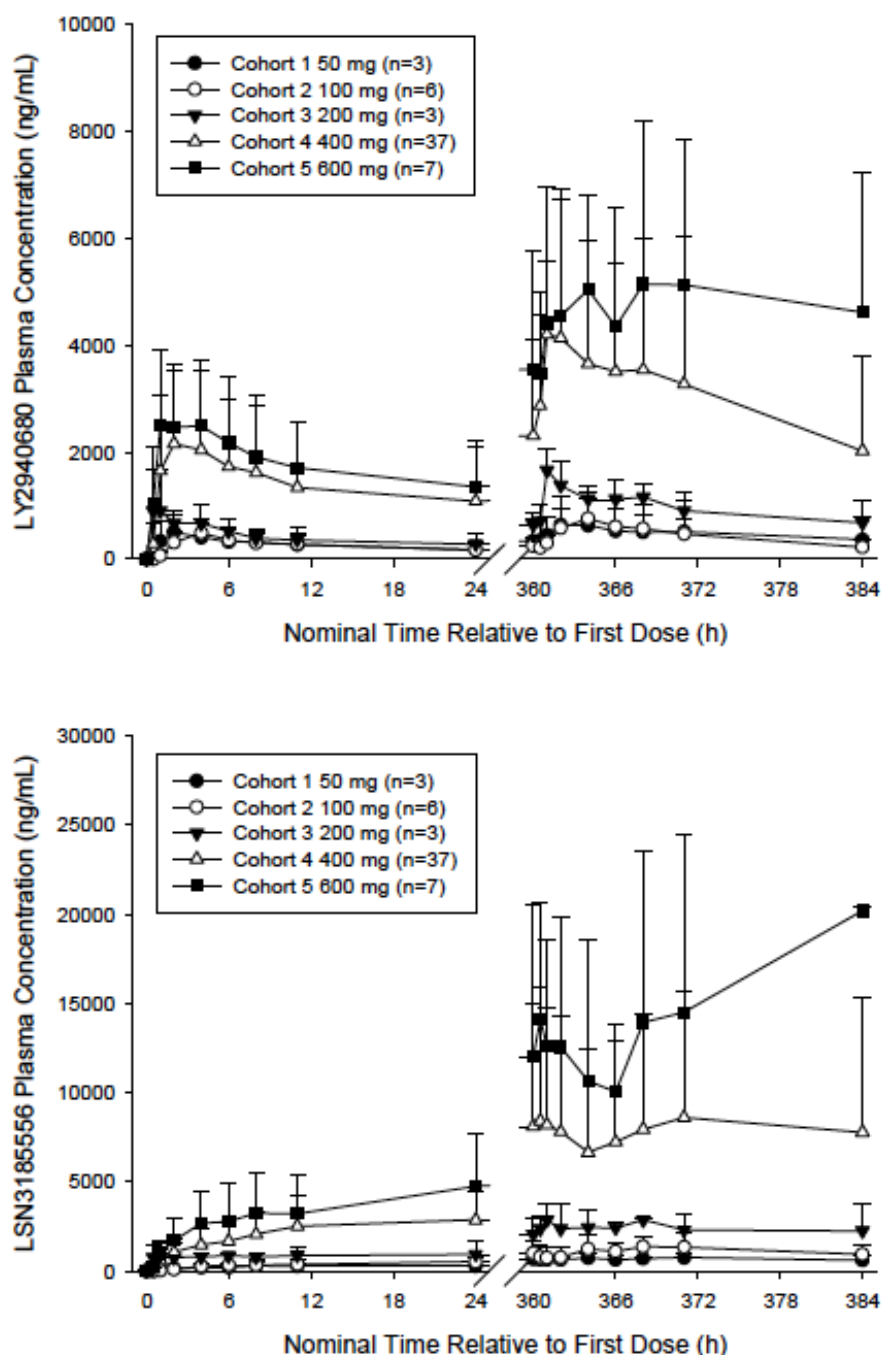 LY2940680 Plasma Concentration (ng/mL)
10000
8000
6000
4000
2000
0
Cohort 1 50 mg (n=3)
Cohort 2 100 mg (n=6)
Cohort 3 200 mg (n=3)
Cohort 4 400 mg (n=37)
Cohort 5 600 mg (n=7)
0 6 12 18 24 360 366 372 378 384
Nominal Time Relative to First Dose (h)
LSN3185556 Plasma Concentration (ng/mL)
30000
25000
20000
15000
10000
5000
0
Cohort 1 50 mg (n=3)
Cohort 2 100 mg (n=6)
Cohort 3 200 mg (n=3)
Cohort 4 400 mg (n=37)
Cohort 5 600 mg (n=7)
0 6 12 18 24 360 366 372 378 384
Nominal Time Relative to First Dose (h)